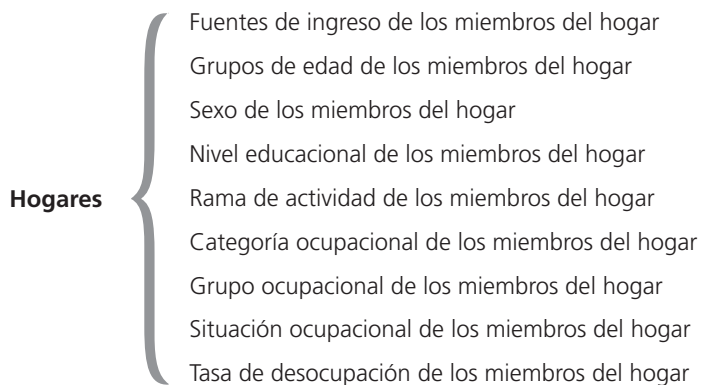 Fuentes de ingreso de los miembros del hogar
Grupos de edad de los miembros del hogar
Sexo de los miembros del hogar
Nivel educacional de los miembros del hogar
Hogares
Rama de actividad de los miembros del hogar
Categoría ocupacional de los miembros del hogar
Grupo ocupacional de los miembros del hogar
Situación ocupacional de los miembros del hogar
Tasa de desocupación de los miembros del hogar